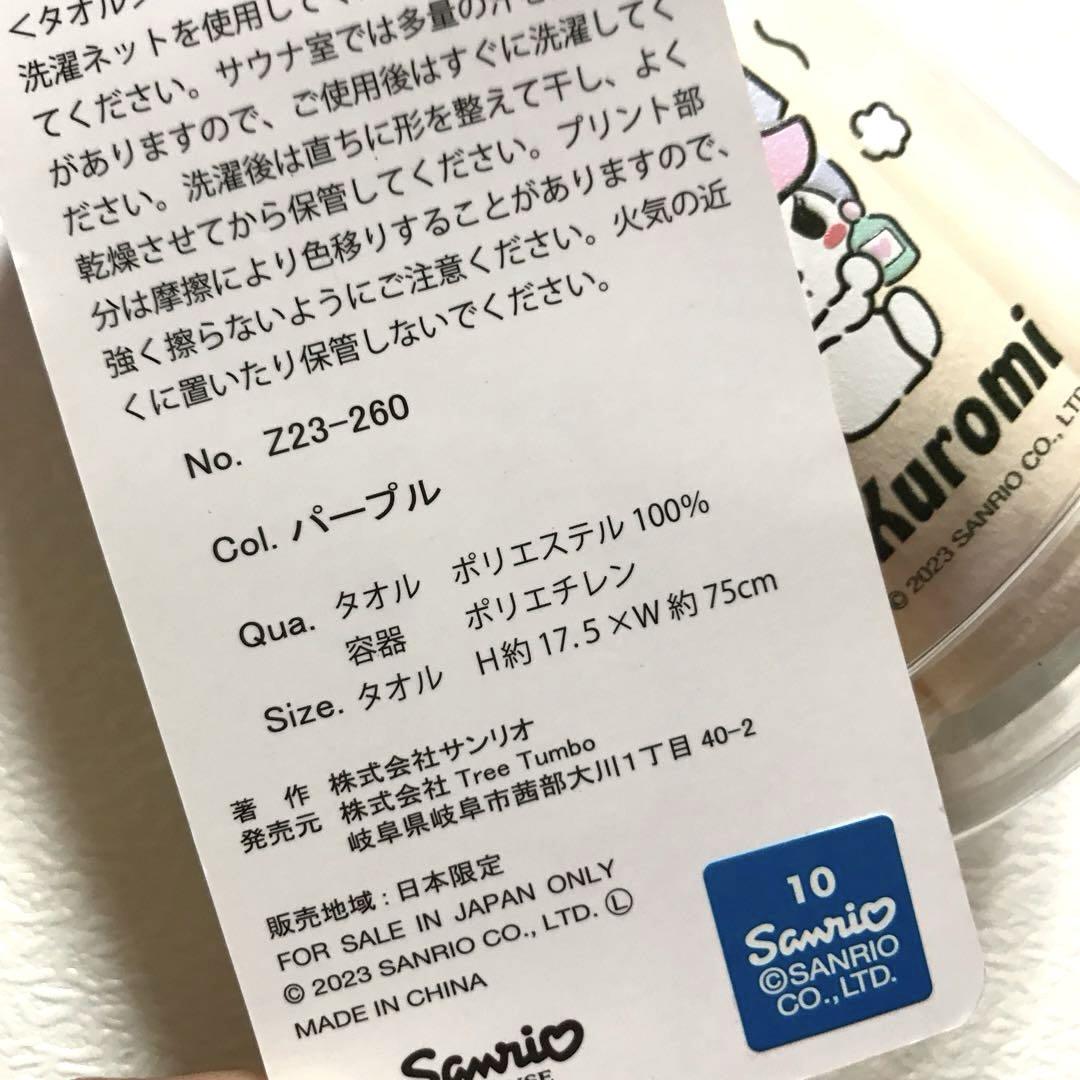 <タオル
洗濯ネットを使用して
てください。サウナ室では多量の汗を
がありますので、ご使用後はすぐに洗濯してく
ださい。洗濯後は直ちに形を整えて干し、よく
乾燥させてから保管してください。プリント部
分は摩擦により色移りすることがありますので、
強く擦らないようにご注意ください。火気の近
くに置いたり保管しないでください。
No. Z23-260
Col. パープル
Qua. タオル ポリエステル 100%
容器 ポリエチレン
Size. タオル H約 17.5×W 約 75cm
著 作 株式会社サンリオ
発売元 株式会社 Tree Tumbo
岐阜県岐阜市茜部大川1丁目 40-2
販売地域:日本限定
FOR SALE IN JAPAN ONLY
© 2023 SANRIO CO., LTD. Ⓛ
MADE IN CHINA
Sanrio
10
Sanrio
©SANRIO
CO.,LTD.
Kuromi
© 2023 SANRIO CO., LTD